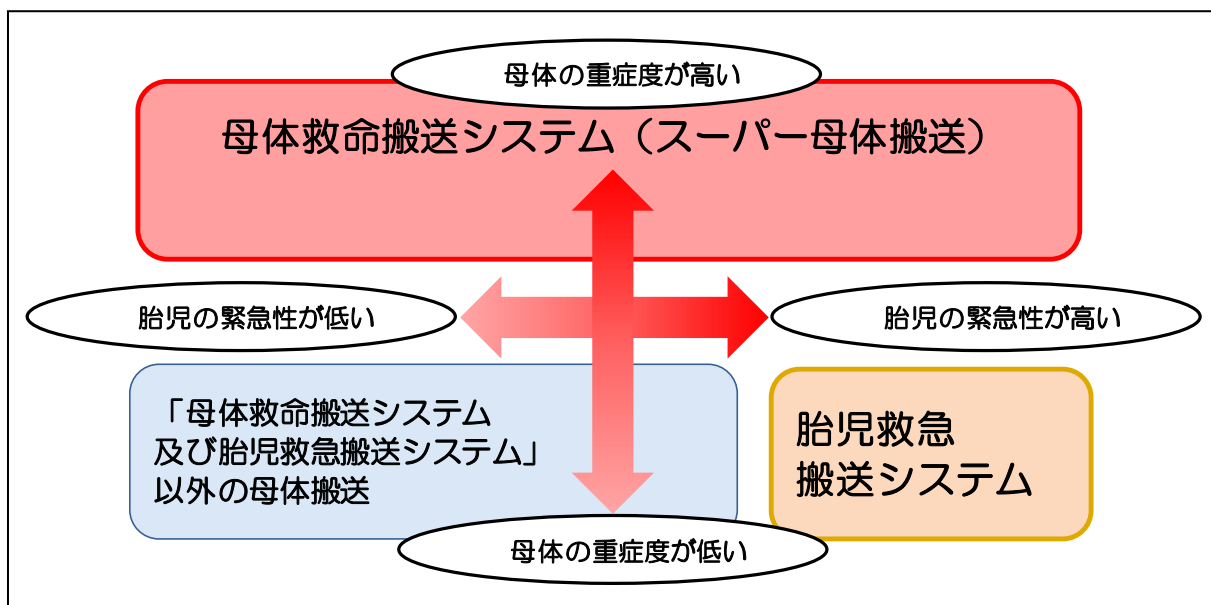 母体の重症度が高い
母体救命搬送システム（スーパー母体搬送）
胎児の緊急性が低い
胎児の緊急性が高い
「母体救命搬送システム
及び胎児救急搬送システム」
以外の母体搬送
胎児救急
搬送システム
母体の重症度が低い